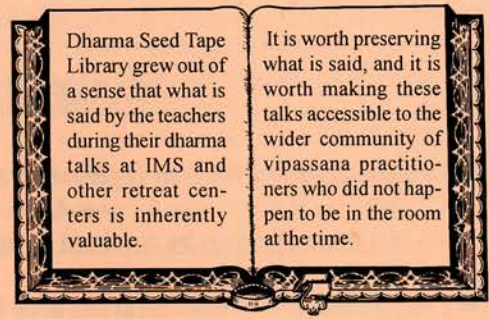 Dharma Seed Tape
Library grew out of
a sense that what is
said by the teachers
during their dharma
talks at IMS and
other retreat cen-
ters is inherently
valuable.
It is worth preserving
what is said, and it is
worth making these
talks accessible to the
wider community of
vipassana practitio-
ners who did not hap-
pen to be in the room
at the time.